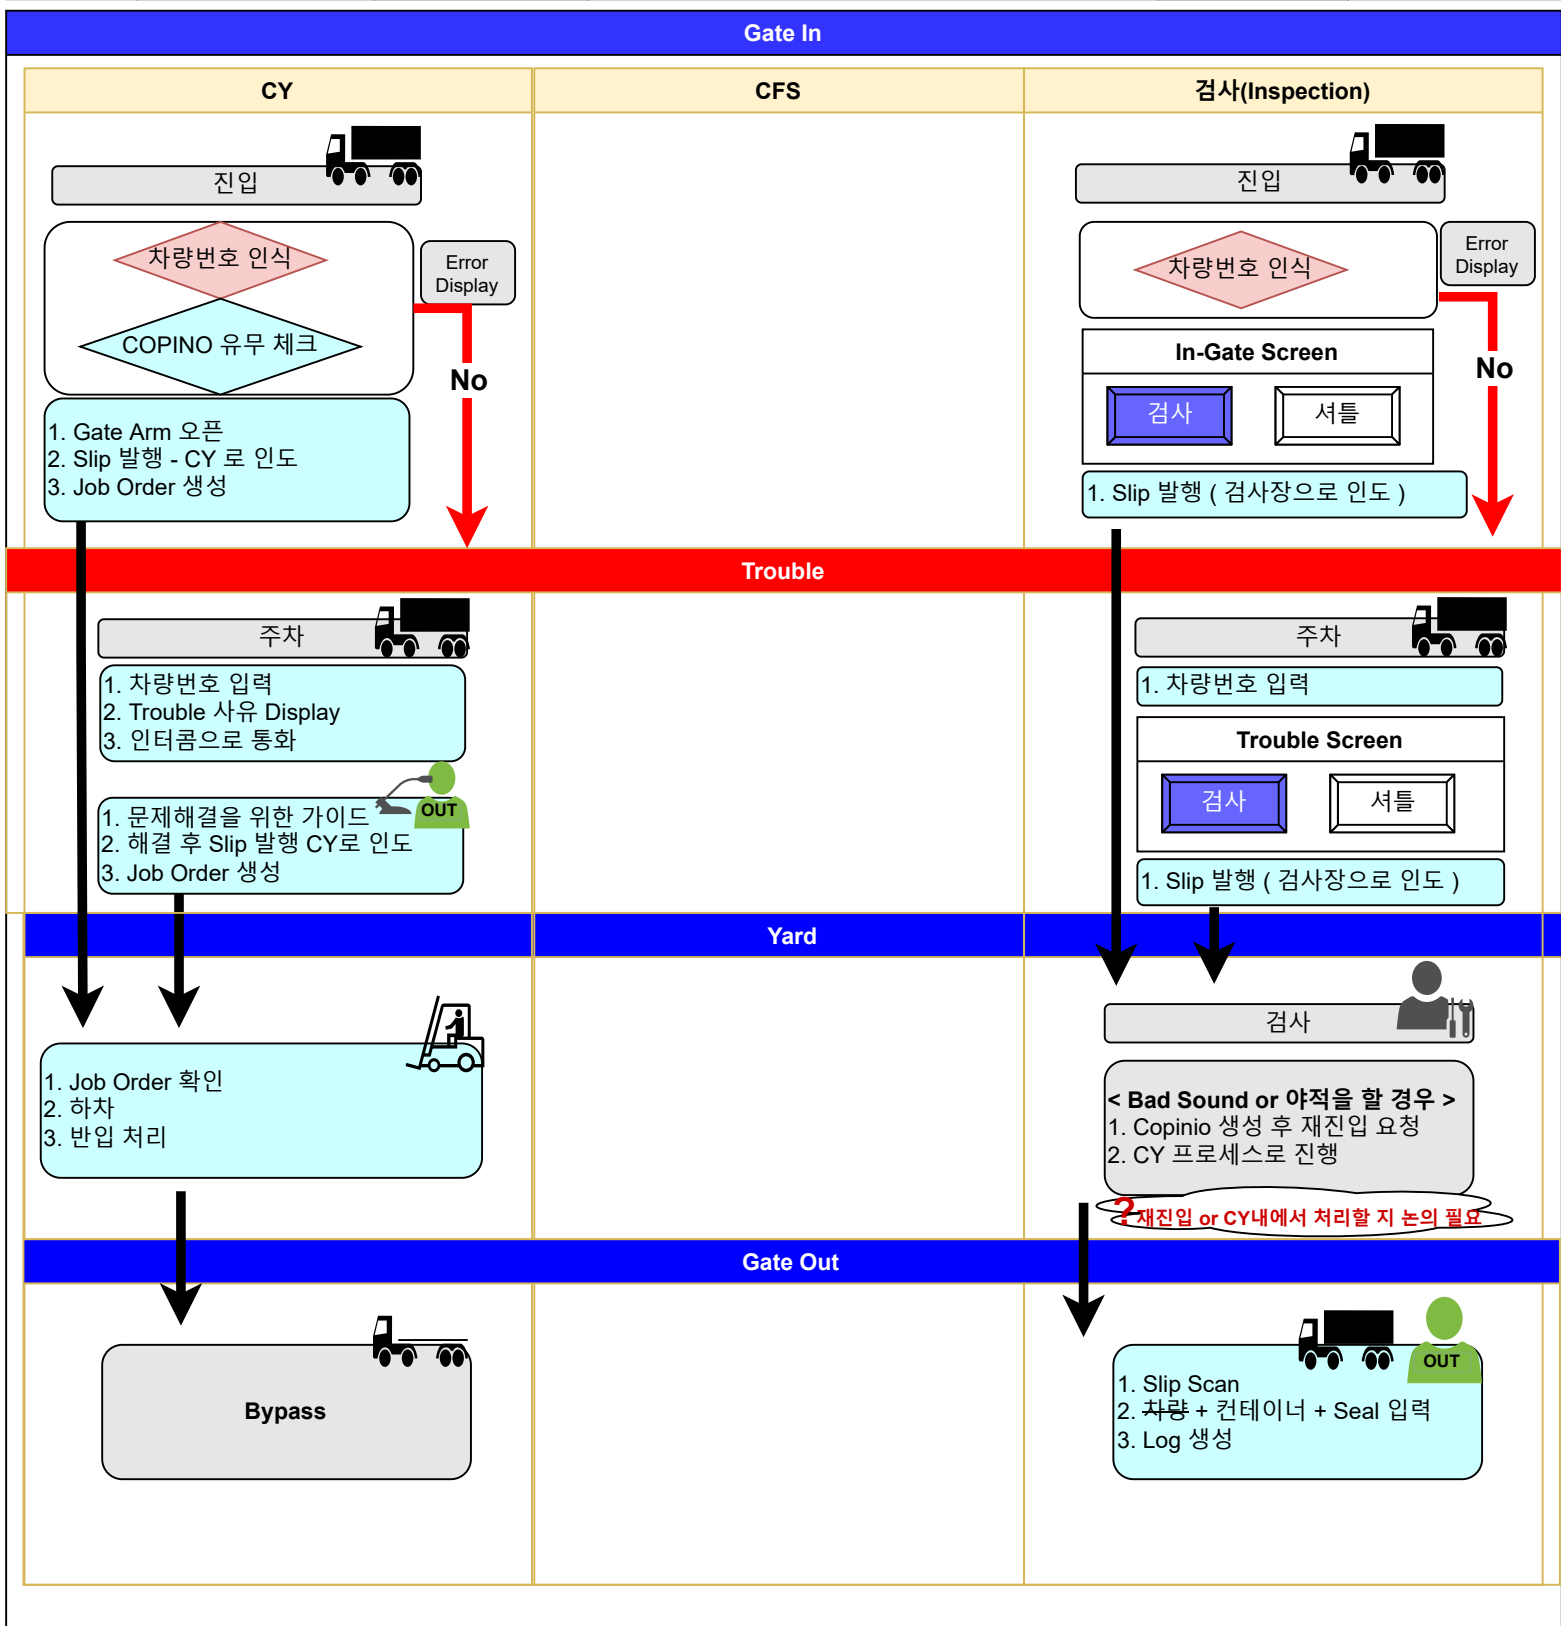 Gate In
CY
CFS
검사(Inspection)
진입
차량번호 인식
Error
Display
COPINO 유무 체크
No
1. Gate Arm 오픈
2. Slip 발행 - CY 로 인도
3. Job Order 생성
진입
차량번호 인식
Error
Display
In-Gate Screen
검사
셔틀
No
1. Slip 발행 ( 검사장으로 인도 )
Trouble
주차
1. 차량번호 입력
2. Trouble 사유 Display
3. 인터콤으로 통화
OUT
1. 문제해결을 위한 가이드
2. 해결 후 Slip 발행 CY로 인도
3. Job Order 생성
주차
1. 차량번호 입력
Trouble Screen
검사
셔틀
1. Slip 발행 ( 검사장으로 인도 )
Yard
1. Job Order 확인
2. 하차
3. 반입 처리
검사
< Bad Sound or 야적을 할 경우 >
1. Copinio 생성 후 재진입 요청
2. CY 프로세스로 진행
?재진입 or CY내에서 처리할 지 논의 필요
Gate Out
Bypass
OUT
1. Slip Scan
2. 차량 + 컨테이너 + Seal 입력
3. Log 생성